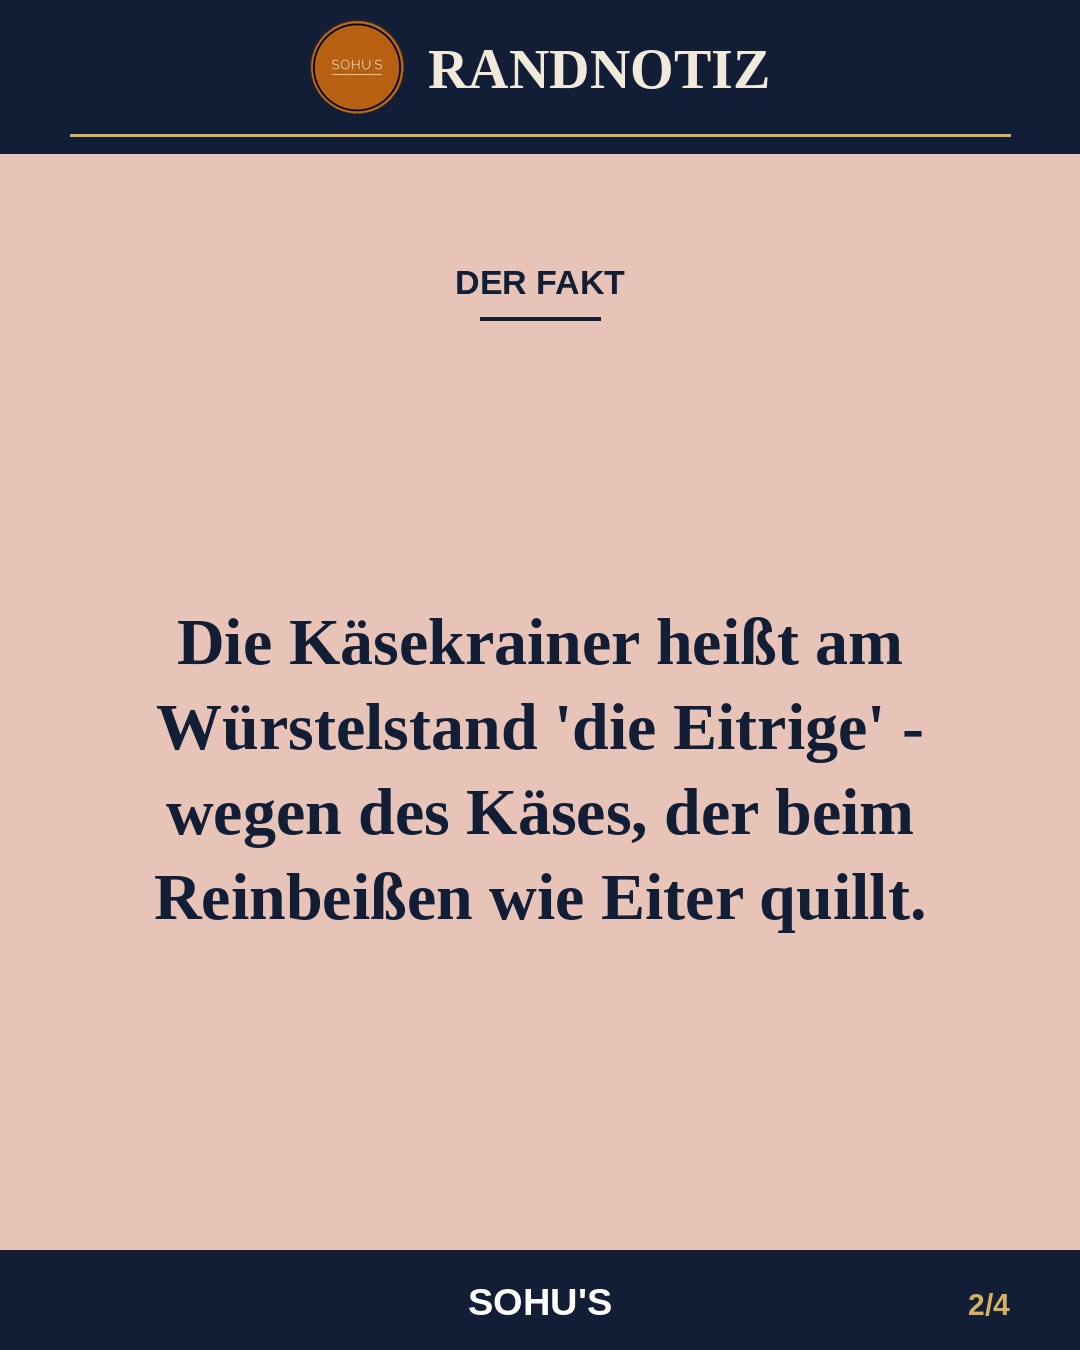 SOHU'S
RANDNOTIZ
DER FAKT
Die Käsekrainer heißt am
Würstelstand 'die Eitrige' -
wegen des Käses, der beim
Reinbeißen wie Eiter quillt.
SOHU'S
2/4